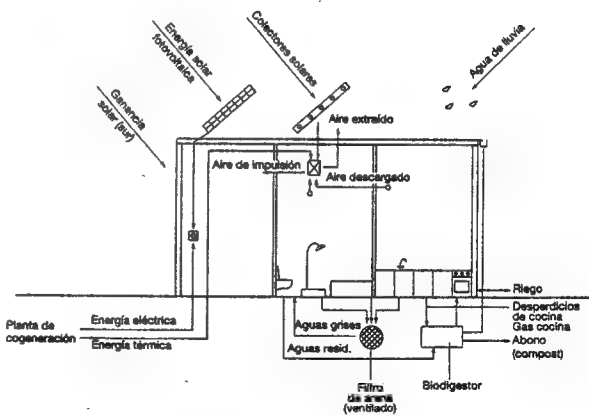 Energía solar
fotovoltaica
Colectores solares
Agua de lluvia
Ganancia
solar (sur)
Aire extraído
Aire de impulsión
Aire descargado
Riego
Desperdicios
de cocina
Gas cocina
Abono
(compost)
Planta de
cogeneración
Energía eléctrica
Energía térmica
Aguas grises
Aguas resid.
Filtro
de arena
(ventilado)
Biodigestor